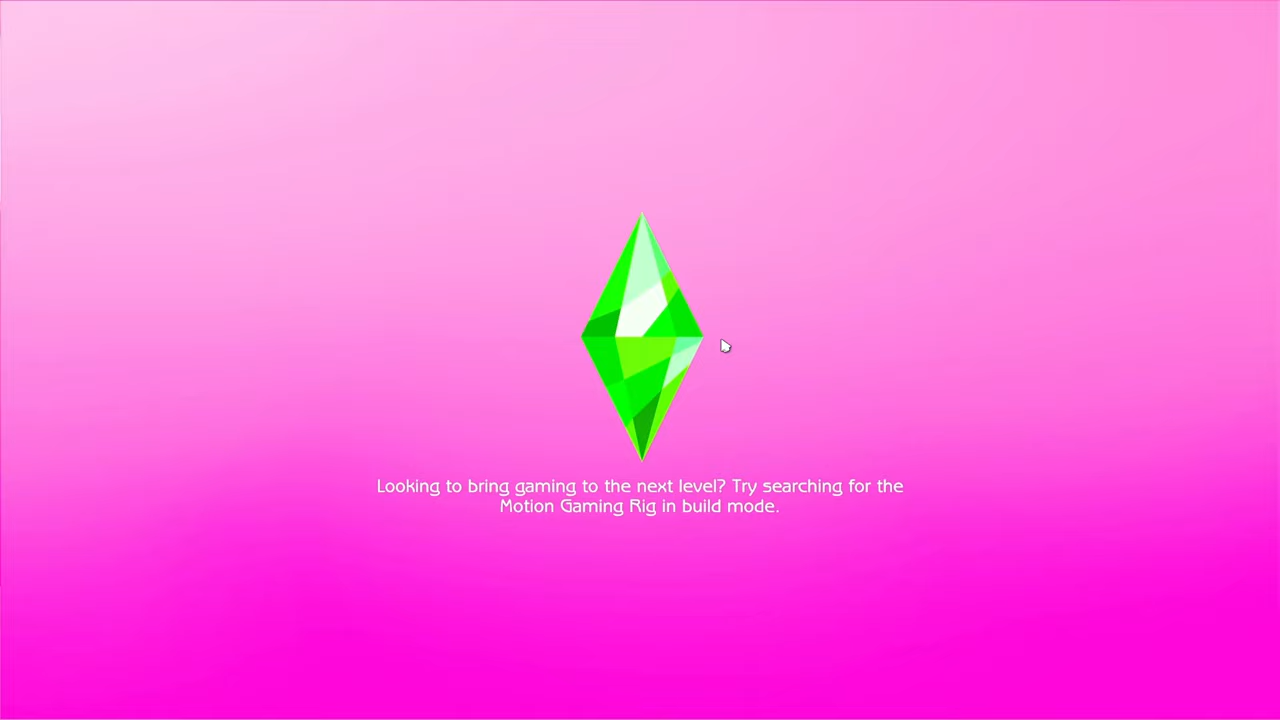 Looking to bring gaming to the next level? Try searching for the
Motion Gaming Rig in build mode.